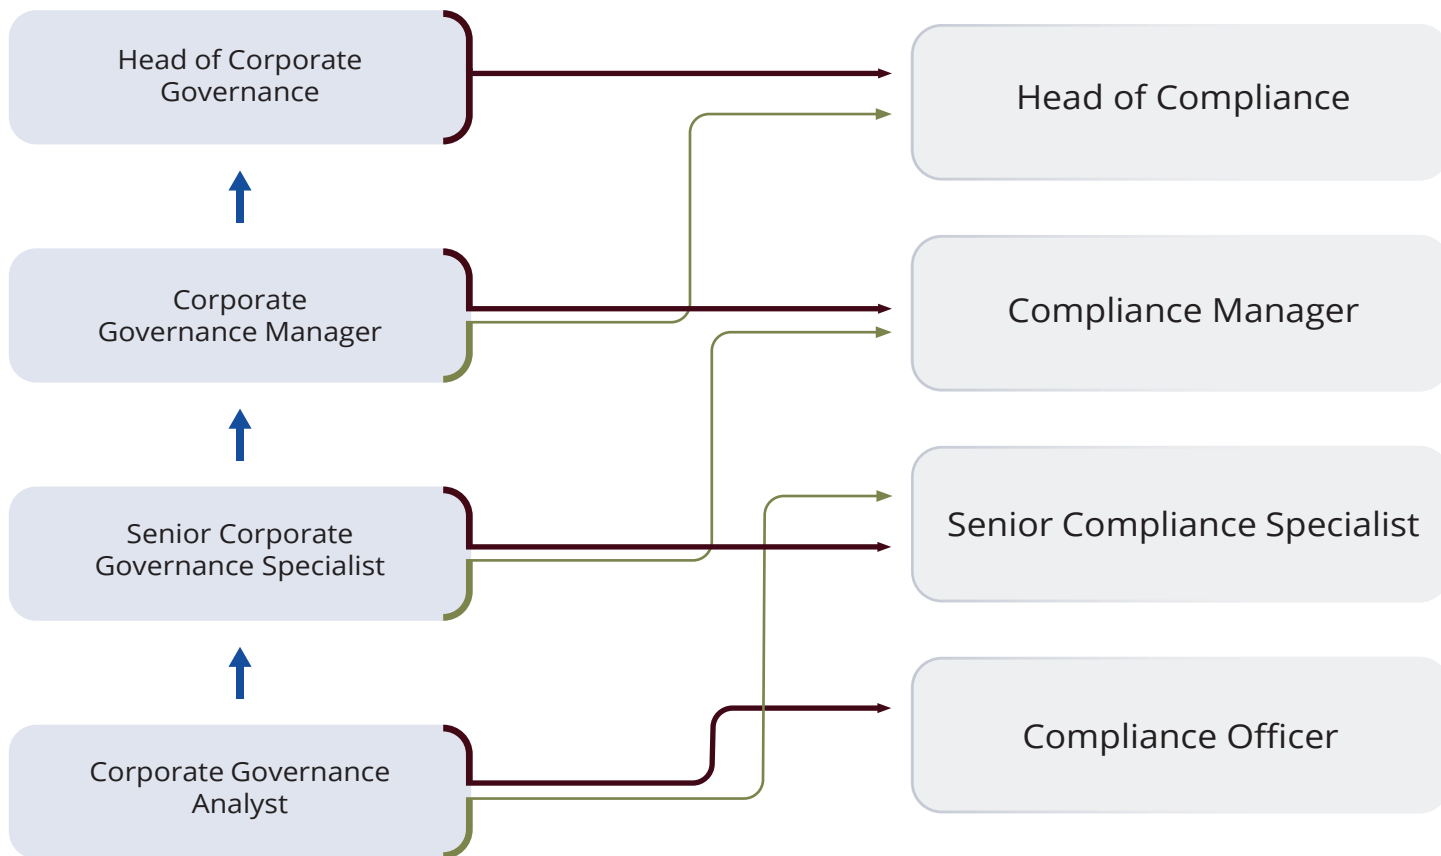 Head of Corporate
Governance
Head of Compliance
Corporate
Governance Manager
Compliance Manager
Senior Corporate
Governance Specialist
Senior Compliance Specialist
Corporate Governance
Analyst
Compliance Officer